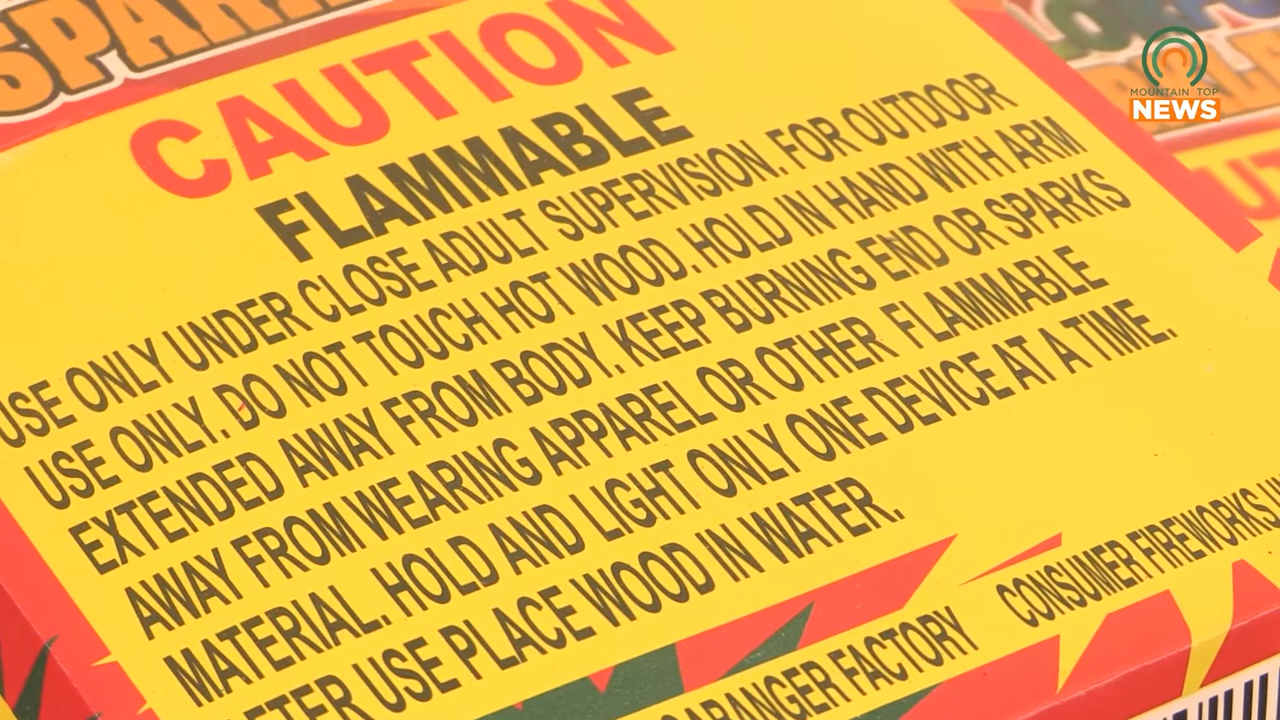 SPARK
CAUTION
FLAMMABLE
USE ONLY UNDER CLOSE ADULT SUPERVISION. FOR OUTDOOR
USE ONLY. DO NOT TOUCH HOT WOOD. HOLD IN HAND WITH ARM
EXTENDED AWAY FROM BODY. KEEP BURNING END OR SPARKS
AWAY FROM WEARING APPAREL OR OTHER FLAMMABLE
MATERIAL. HOLD AND LIGHT ONLY ONE DEVICE AT A TIME.
USE PLACE WOOD IN WATER.
FACTORY CONSUMER FIREWORKS
MOUNTAIN TOP
NEWS